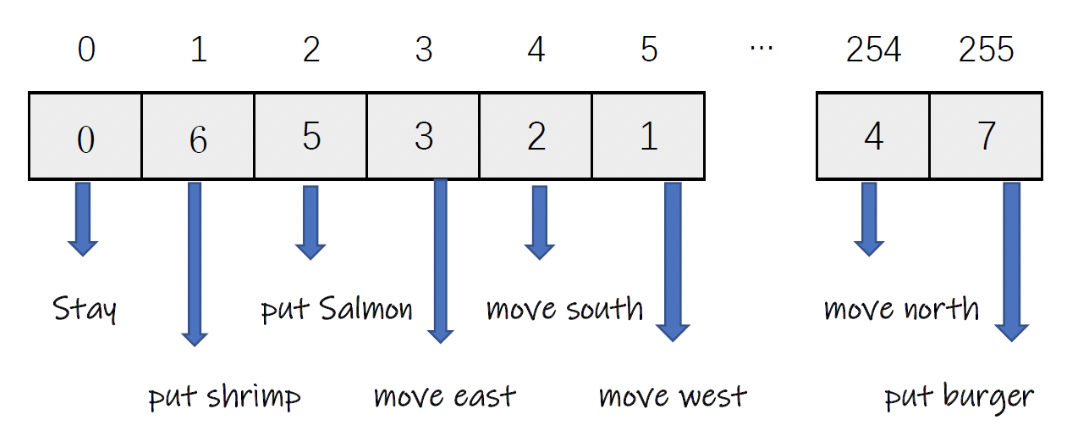 0 1 2 3 4 5 ... 254 255
0 6 5 3 2 1 4 7
Stay put Salmon move south move north
put shrimp move east move west put burger